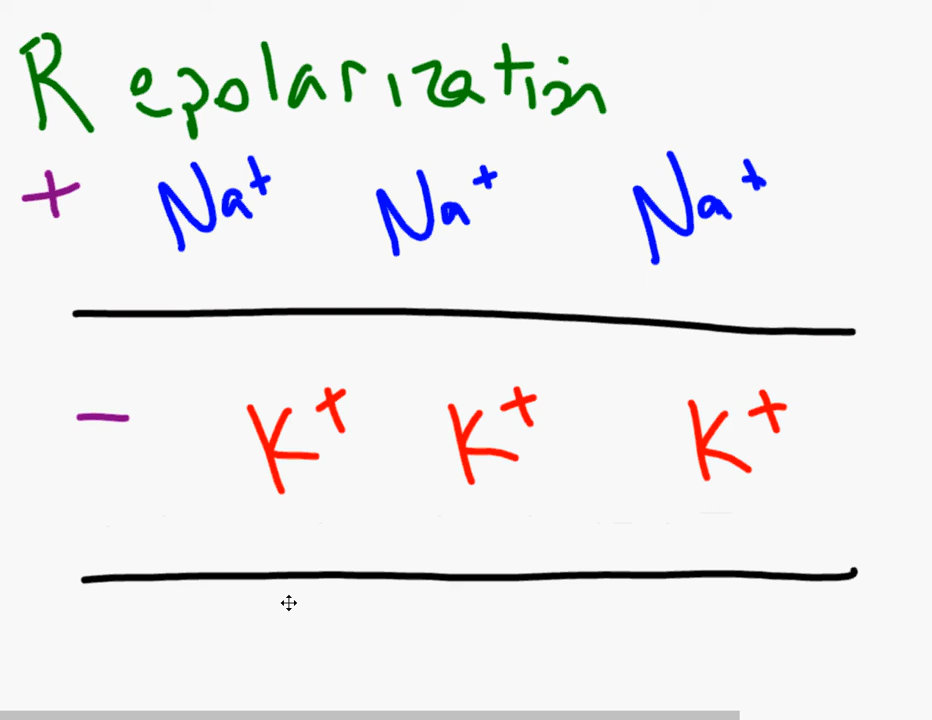 Repolarization
+ Na⁺ Na⁺ Na⁺
− K⁺ K⁺ K⁺